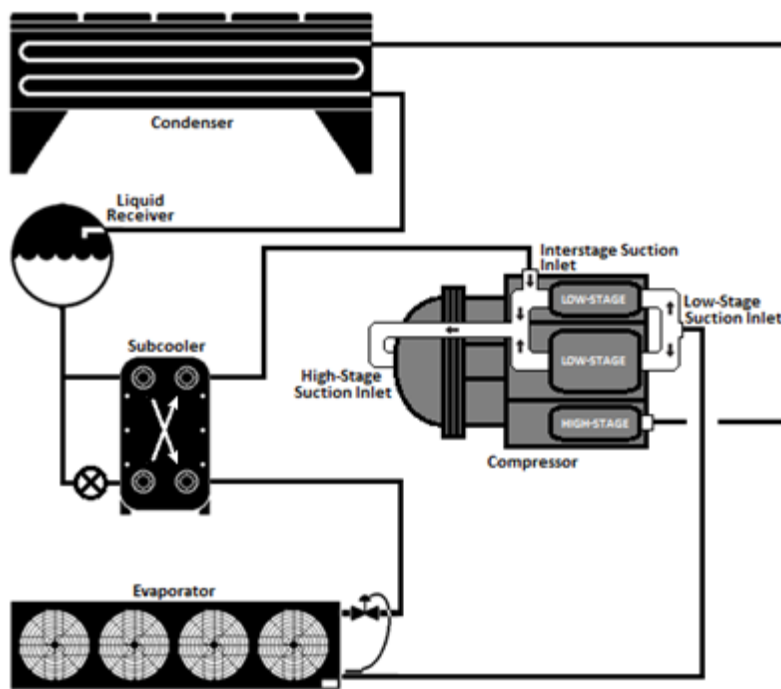 Condenser
Liquid
Receiver
Interstage Suction
Inlet
LOW-STAGE
Low-Stage
Suction Inlet
Subcooler
LOW-STAGE
High-Stage
Suction Inlet
HIGH-STAGE
Compressor
Evaporator